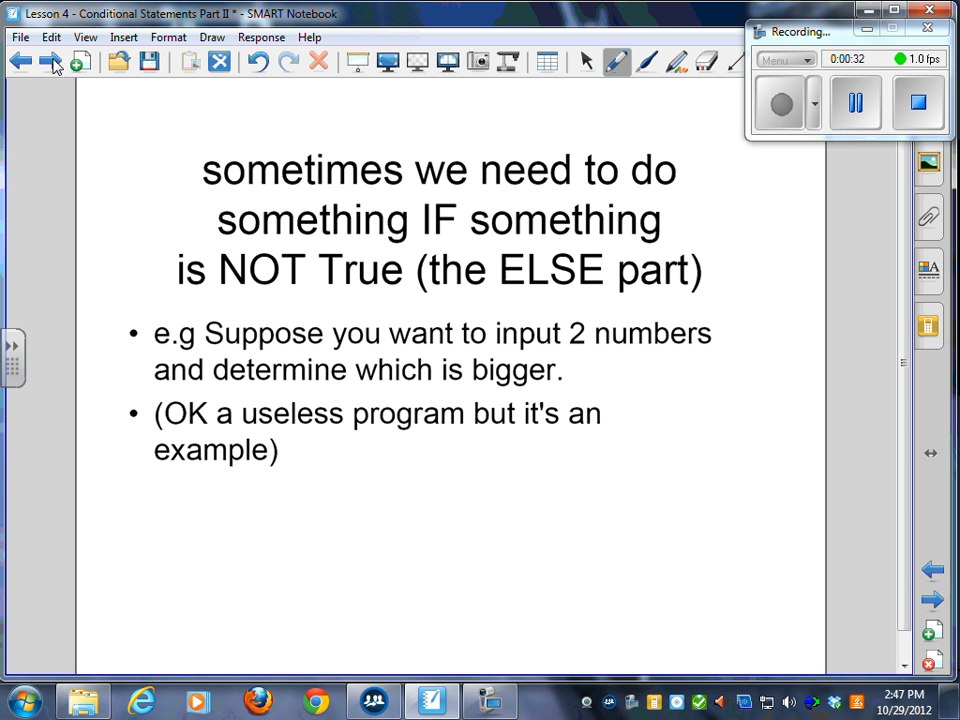 Lesson 4 - Conditional Statements Part II * - SMART Notebook
File Edit View Insert Format Draw Response Help
Recording...
Menu 0:00:32 1.0 fps
sometimes we need to do
something IF something
is NOT True (the ELSE part)
• e.g Suppose you want to input 2 numbers
and determine which is bigger.
• (OK a useless program but it's an
example)
2:47 PM
10/29/2012